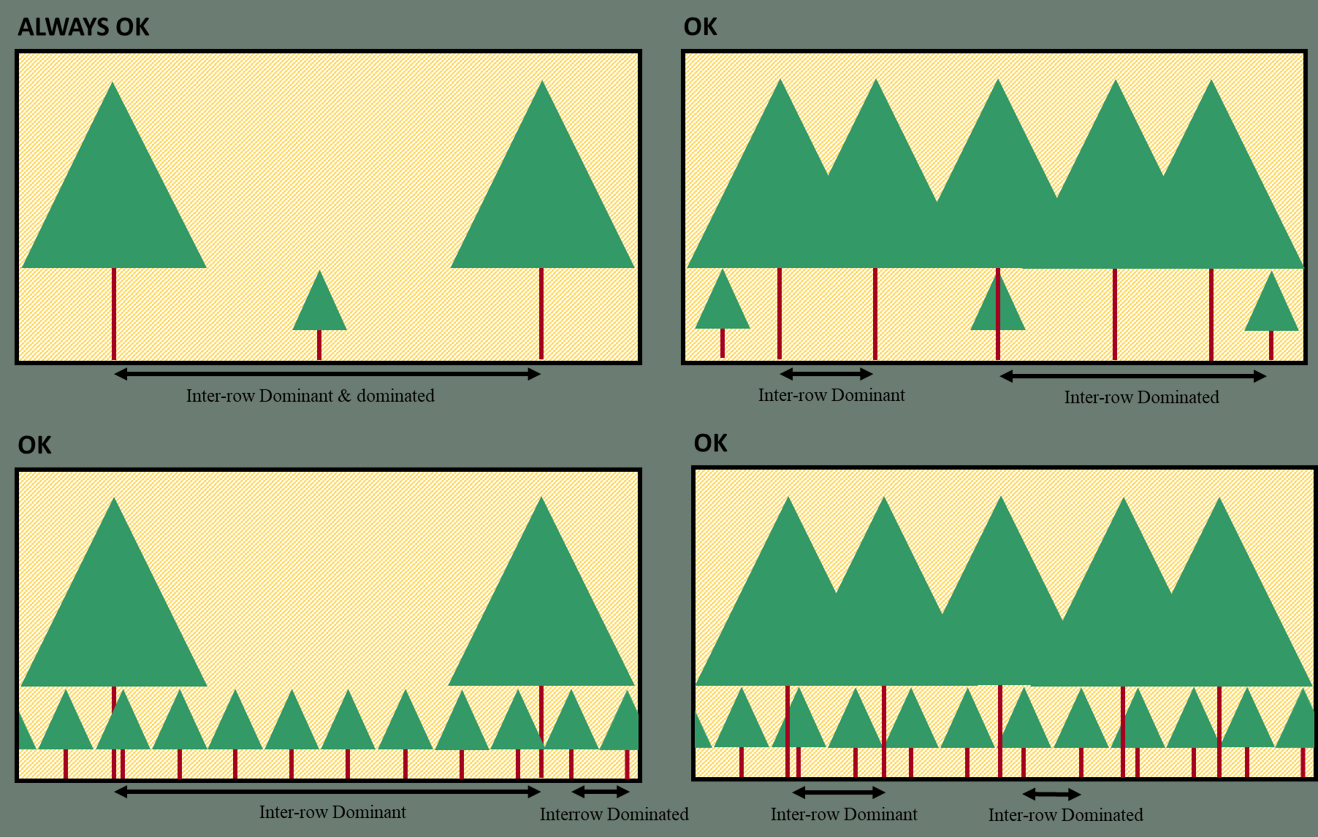 ALWAYS OK
OK
Inter-row Dominant & dominated
Inter-row Dominant
Inter-row Dominated
OK
OK
Inter-row Dominant
Interrow Dominated
Inter-row Dominant
Inter-row Dominated